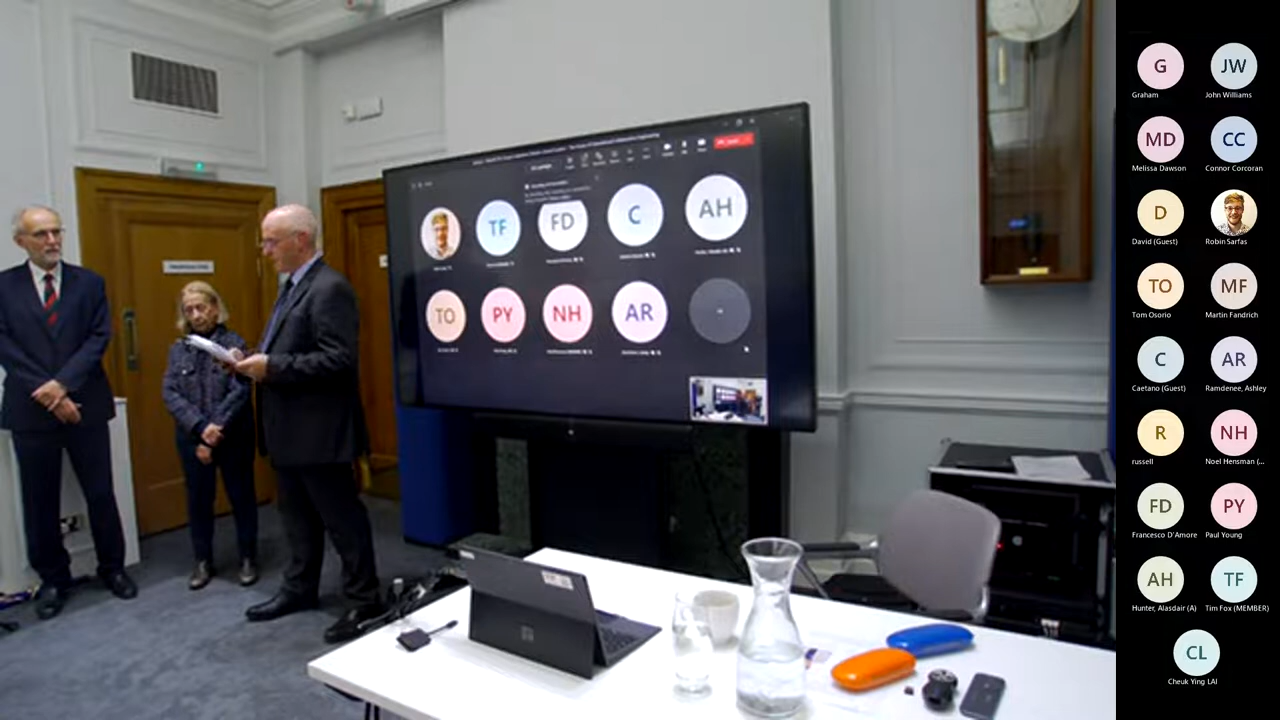 TF
FD
C
AH
TO
PY
NH
AR
G
JW
Graham
John Williams
MD
CC
Melissa Dawson
Connor Corcoran
D
David (Guest)
Robin Sarfas
TO
MF
Tom Osorio
Martin Fandrich
C
AR
Caetano (Guest)
Ramdenee, Ashley
R
NH
russell
Noel Hensman (...
FD
PY
Francesco D'Amore
Paul Young
AH
TF
Hunter, Alasdair (A)
Tim Fox (MEMBER)
CL
Cheuk Ying LAI